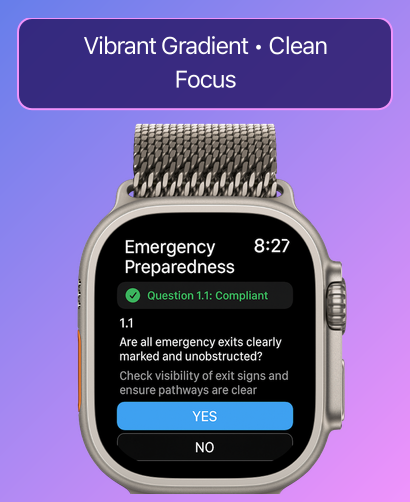 Vibrant Gradient • Clean
Focus
Emergency 8:27
Preparedness
Question 1.1: Compliant
1.1
Are all emergency exits clearly
marked and unobstructed?
Check visibility of exit signs and
ensure pathways are clear
YES
NO